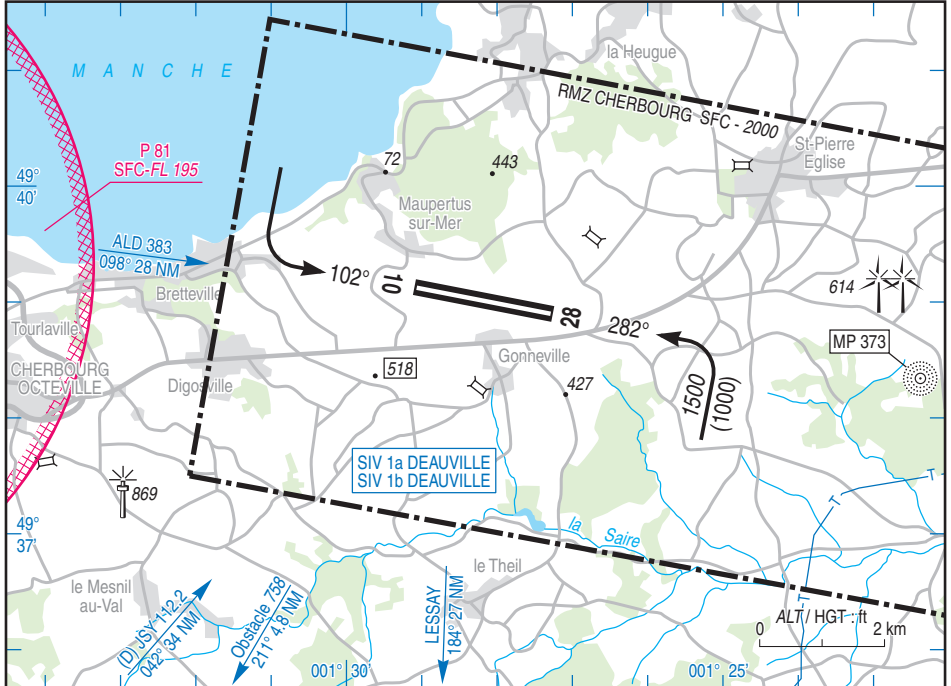 MANCHE
la Heugue
RMZ CHERBOURG SFC - 2000
St-Pierre
Eglise
P 81
SFC-FL 195
49°
40'
72
443
Maupertus
sur-Mer
ALD 383
098° 28 NM
102°
10
28
282°
614
Bretteville
Tourlaville
CHERBOURG
OCTEVILLE
Digosville
518
Gonneville
427
1500
(1000)
MP 373
SIV 1a DEAUVILLE
SIV 1b DEAUVILLE
869
49°
37'
la Saire
T
T
T
le Mesnil
au-Val
(D) JSY 112.2
042° 34 NM
Obstacle 758
211° 4.8 NM
LESSAY
184° 27 NM
le Theil
ALT / HGT : ft
0 2 km
001° 30'
001° 25'